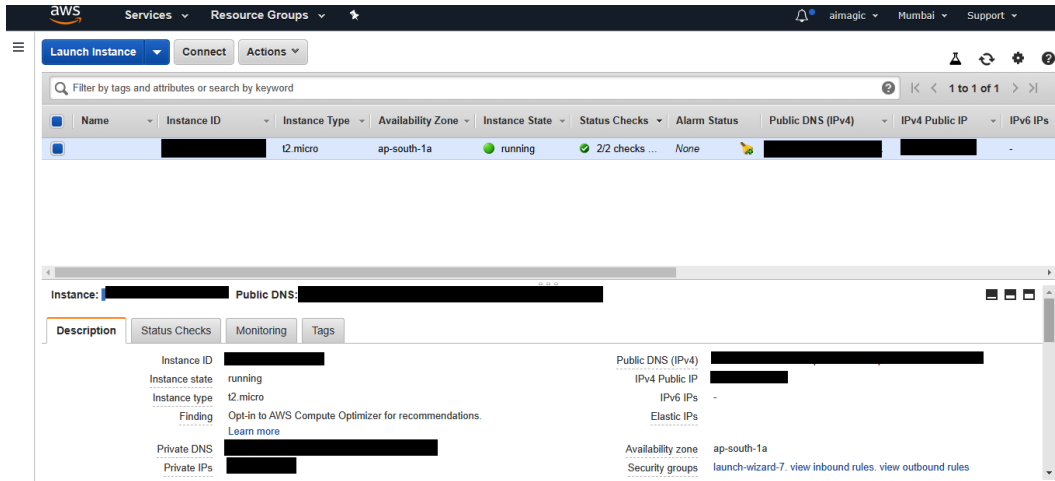 aws Services Resource Groups aimagic Mumbai Support
Launch Instance Connect Actions
Filter by tags and attributes or search by keyword 1 to 1 of 1
Name Instance ID Instance Type Availability Zone Instance State Status Checks Alarm Status Public DNS (IPv4) IPv4 Public IP IPv6 IPs
t2.micro ap-south-1a running 2/2 checks ... None -
Instance: Public DNS:
Description Status Checks Monitoring Tags
Instance ID Public DNS (IPv4)
Instance state running IPv4 Public IP
Instance type t2.micro IPv6 IPs -
Finding Opt-in to AWS Compute Optimizer for recommendations. Elastic IPs
Learn more
Private DNS Availability zone ap-south-1a
Private IPs Security groups launch-wizard-7. view inbound rules. view outbound rules